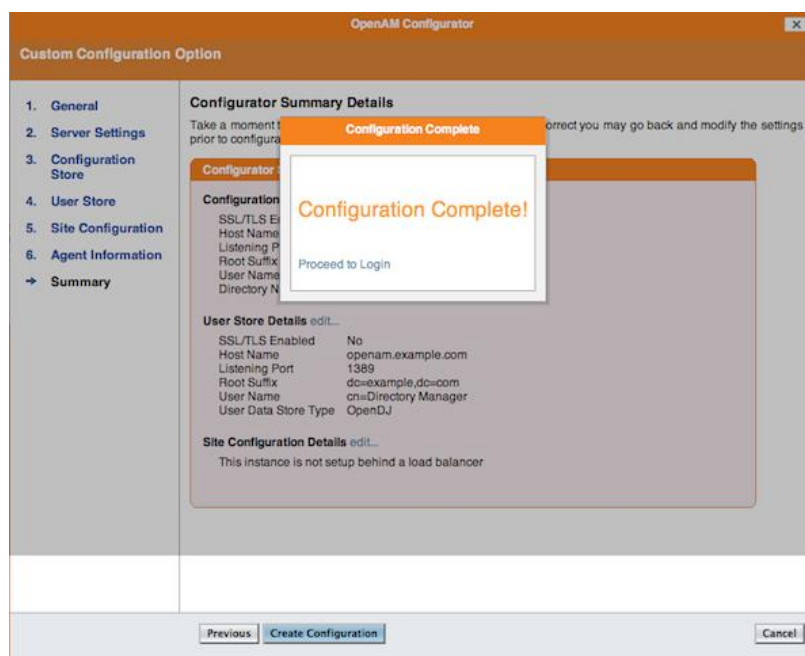 OpenAM Configurator
Custom Configuration Option
1. General
2. Server Settings
3. Configuration
Store
4. User Store
5. Site Configuration
6. Agent Information
Summary
Configurator Summary Details
Take a moment orrect you may go back and modify the settings
prior to configura
Configurator
Configuration
SSL/TLS E
Host Name
Listening P
Root Suffix
User Name
Directory N
Configuration Complete
Configuration Complete!
Proceed to Login
User Store Details edit...
SSL/TLS Enabled No
Host Name openam.example.com
Listening Port 1389
Root Suffix dc=example,dc=com
User Name cn=Directory Manager
User Data Store Type OpenDJ
Site Configuration Details edit...
This instance is not setup behind a load balancer
Previous Create Configuration Cancel